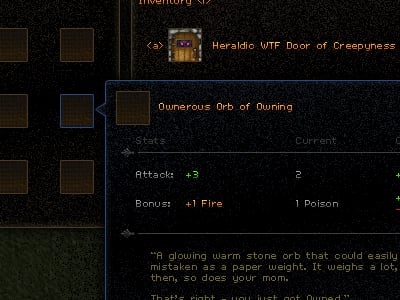 Inventory <i>
<a> Heraldic WTF Door of Creepyness
Ownerous Orb of Owning
Stats Current
Attack: +3 2
Bonus: +1 Fire 1 Poison
"A glowing warm stone orb that could easily
mistaken as a paper weight. It weighs a lot,
then, so does your mom.
That's right - you just got Owned"